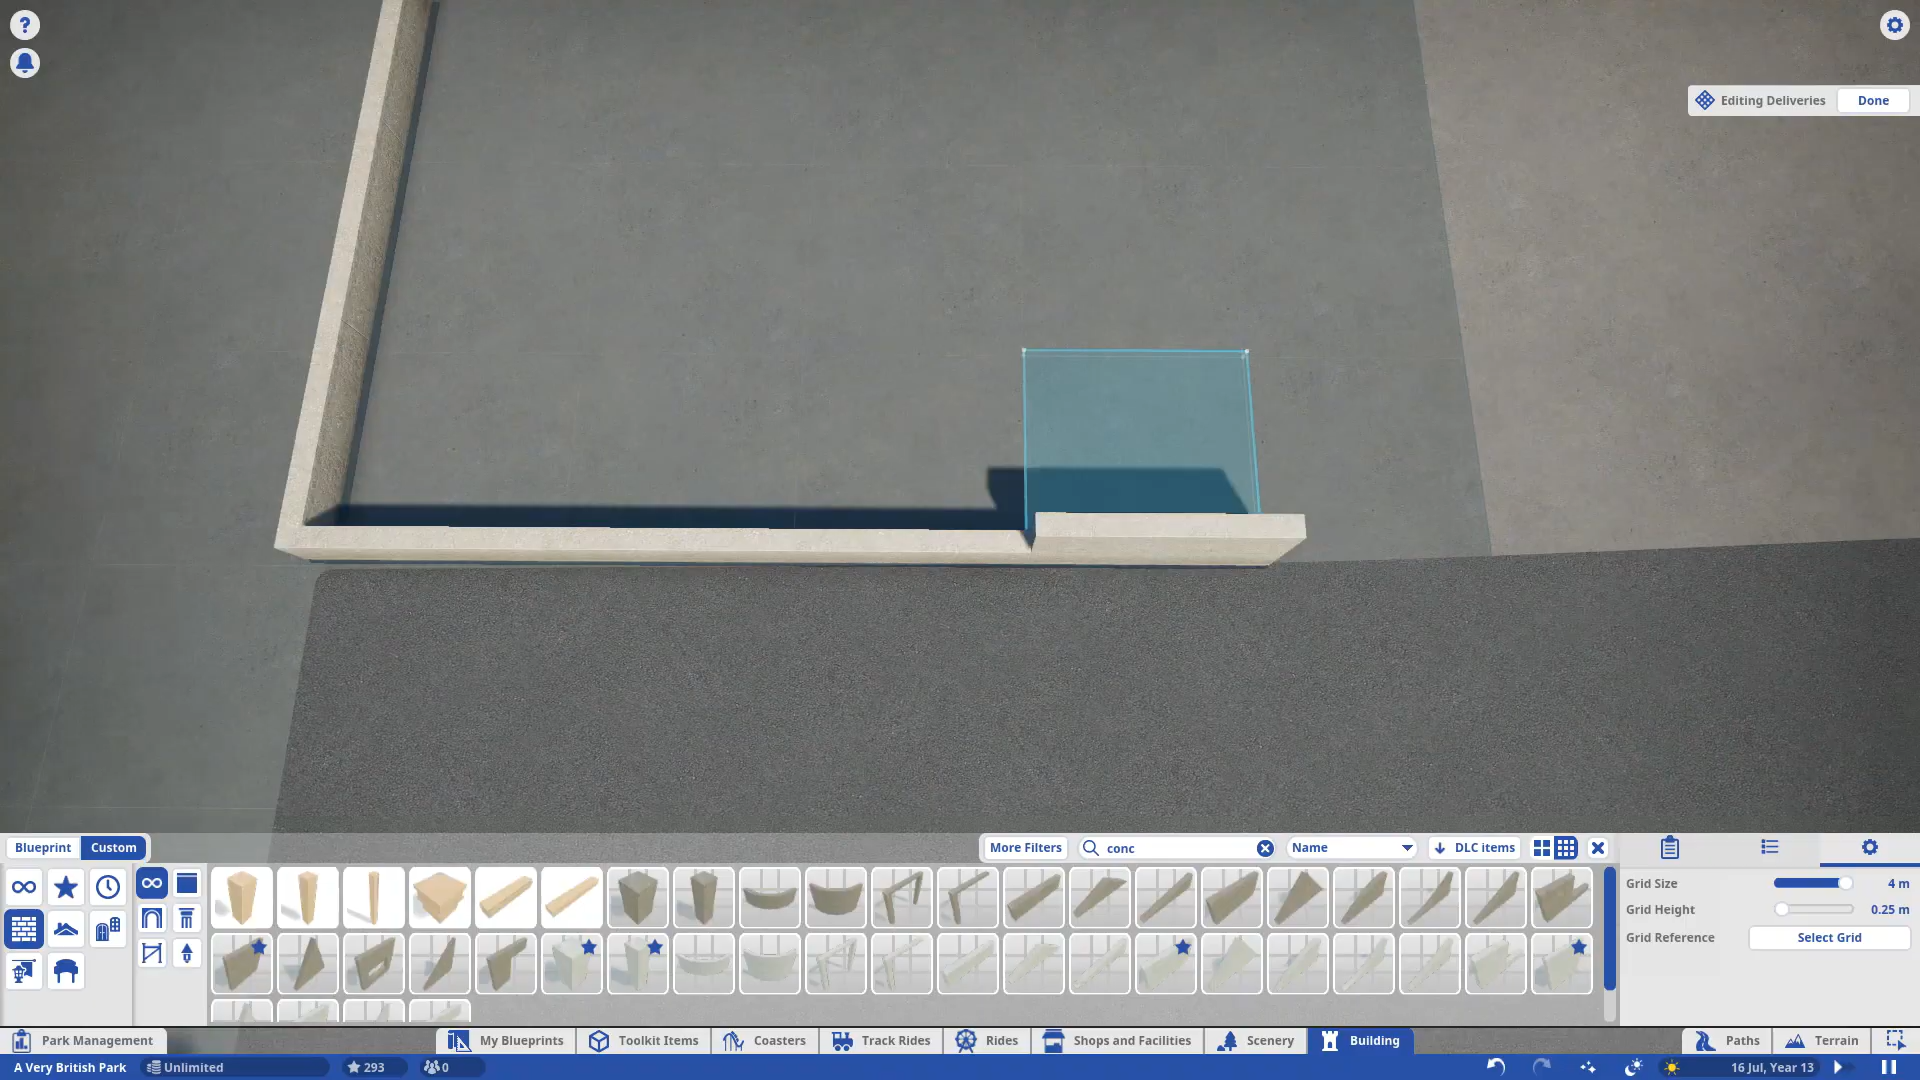 ?
Editing Deliveries
Done
Blueprint
Custom
More Filters
conc
Name
DLC items
Grid Size
4 m
Grid Height
0.25 m
Grid Reference
Select Grid
Park Management
My Blueprints
Toolkit Items
Coasters
Track Rides
Rides
Shops and Facilities
Scenery
Building
Paths
Terrain
A Very British Park
Unlimited
293
0
16 Jul, Year 13